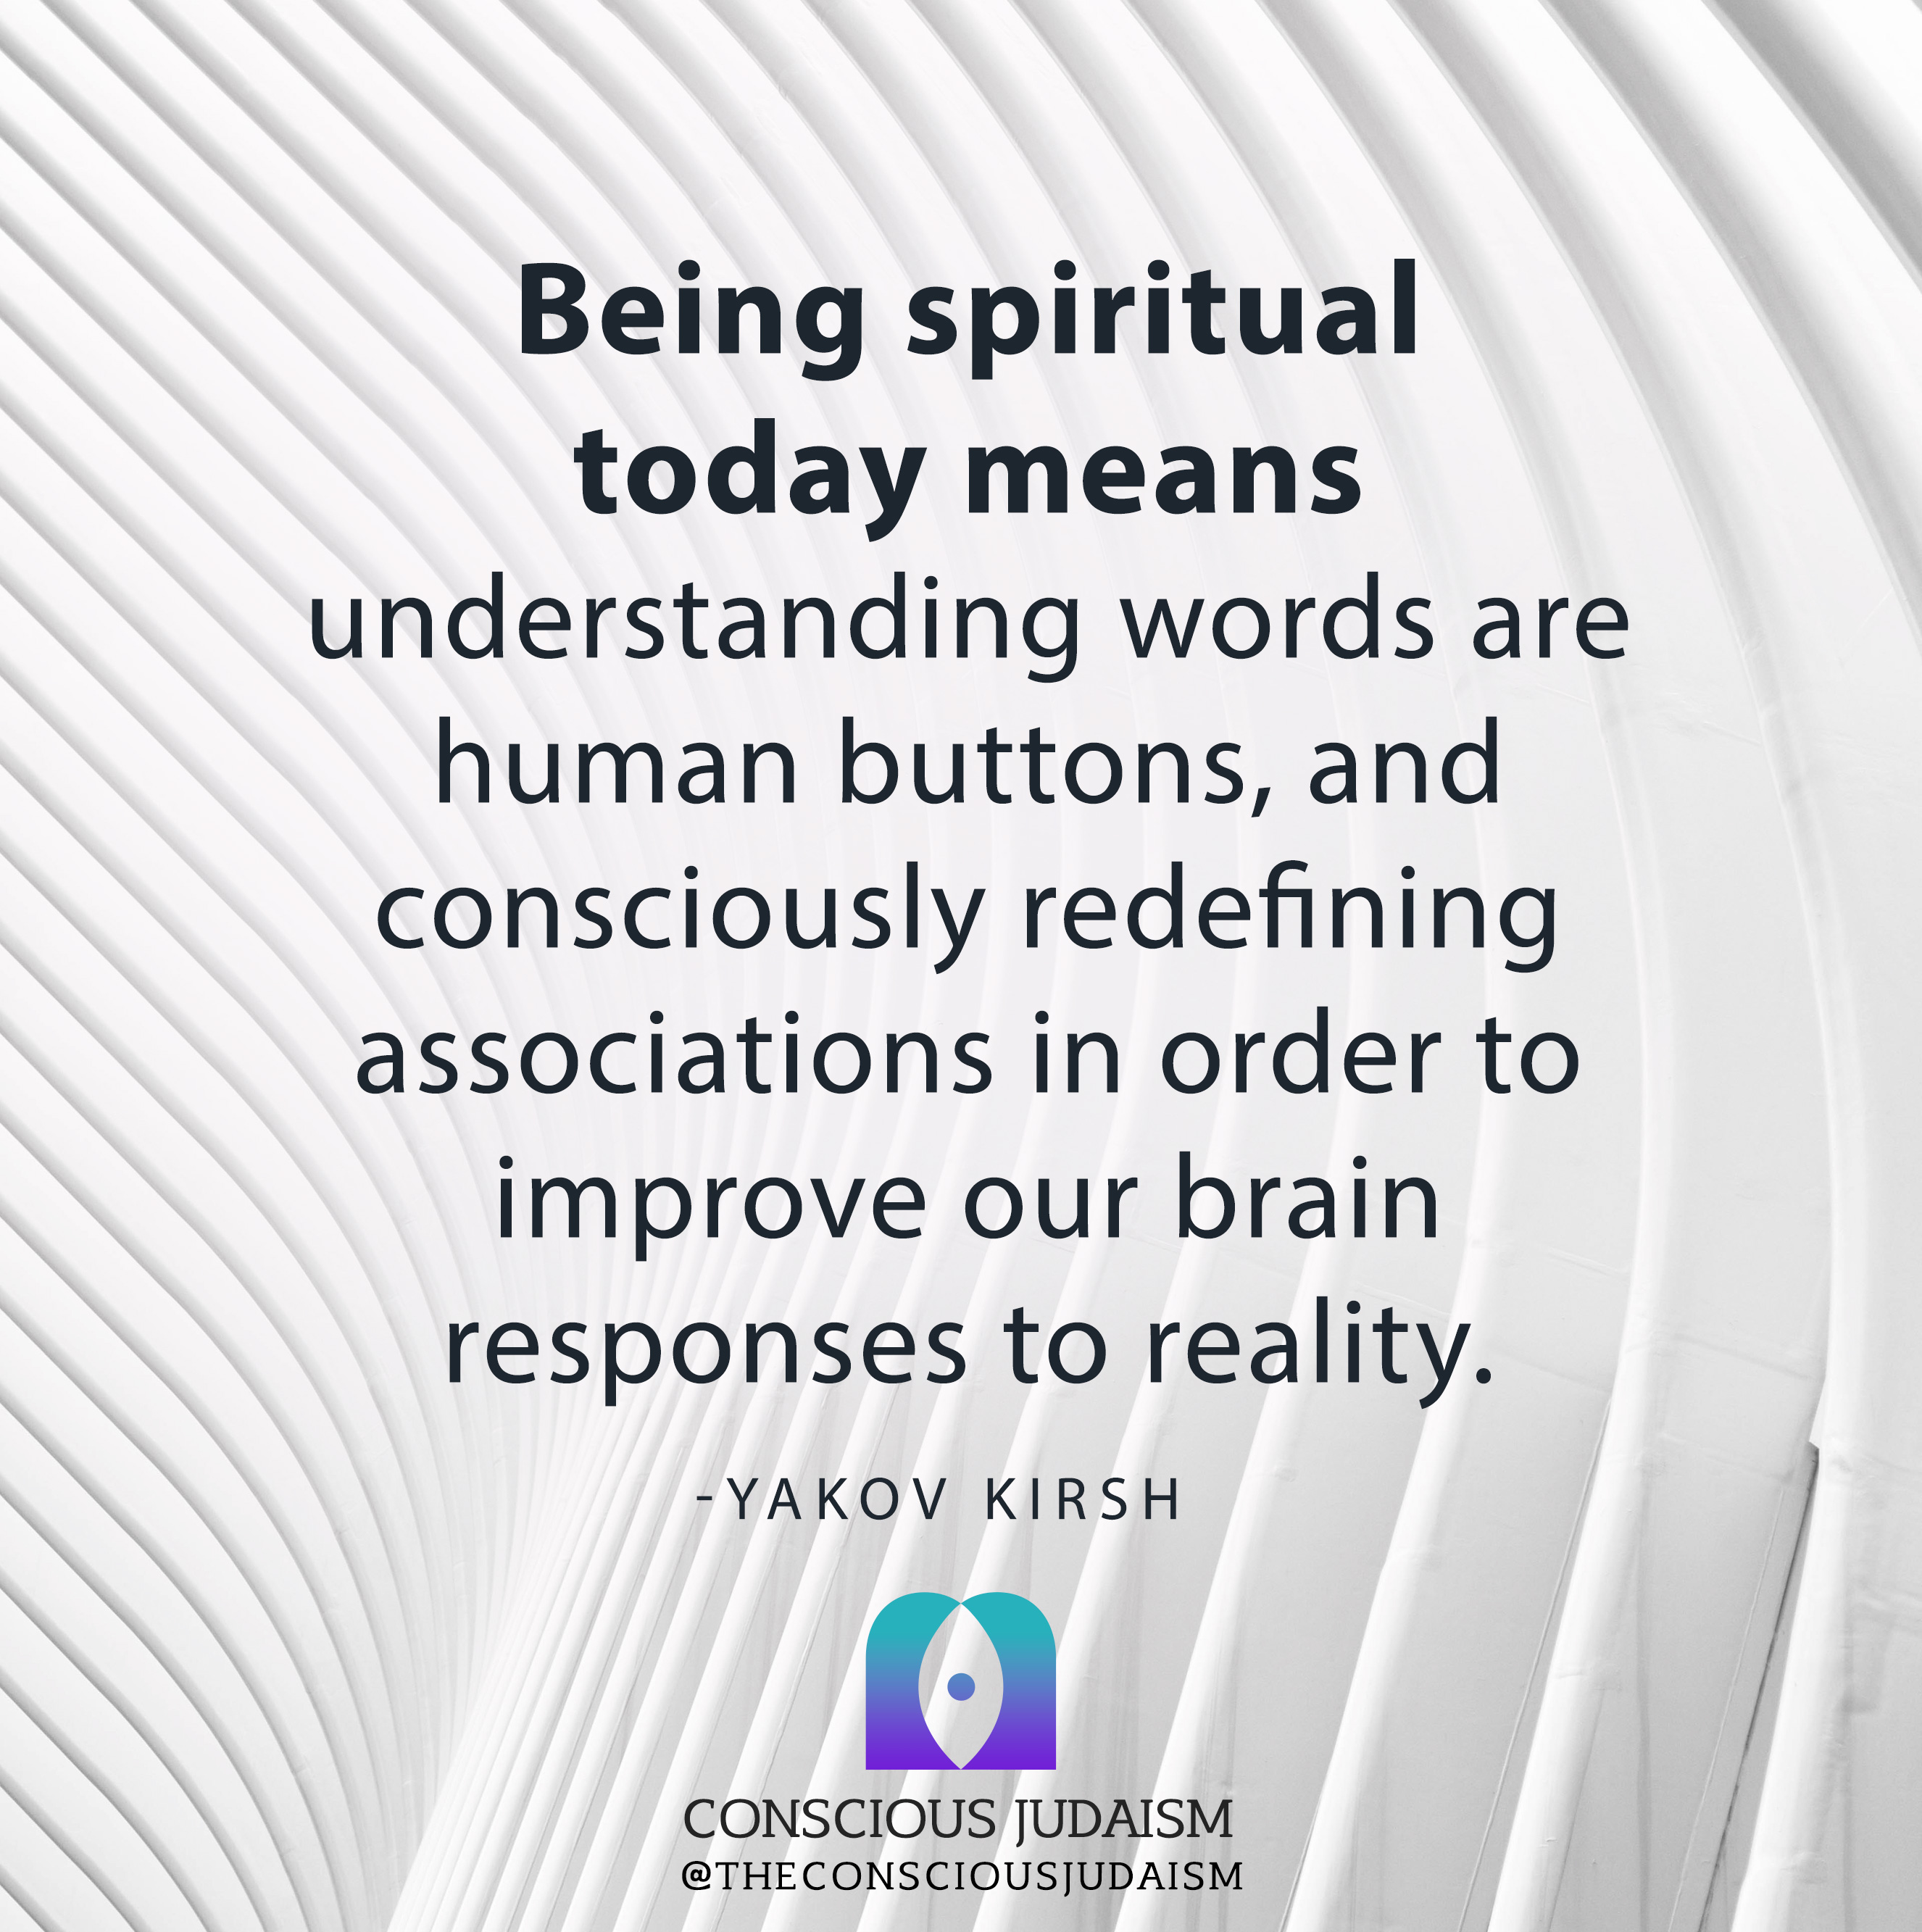 Being spiritual
today means
understanding words are
human buttons, and
consciously redefining
associations in order to
improve our brain
responses to reality.
-YAKOV KIRSH
CONSCIOUS JUDAISM
@THECONSCIOUSJUDAISM